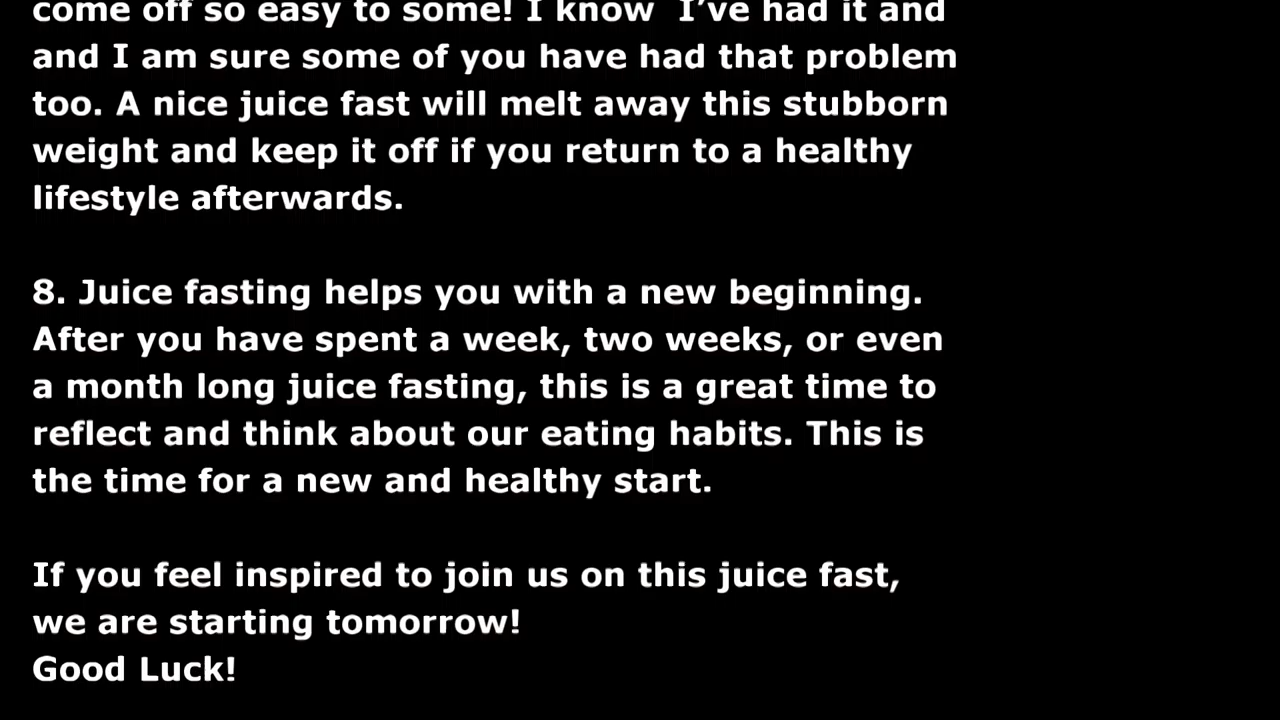 come off so easy to some! I know  I've had it and
and I am sure some of you have had that problem
too. A nice juice fast will melt away this stubborn
weight and keep it off if you return to a healthy
lifestyle afterwards.
8. Juice fasting helps you with a new beginning.
After you have spent a week, two weeks, or even
a month long juice fasting, this is a great time to
reflect and think about our eating habits. This is
the time for a new and healthy start.
If you feel inspired to join us on this juice fast,
we are starting tomorrow!
Good Luck!